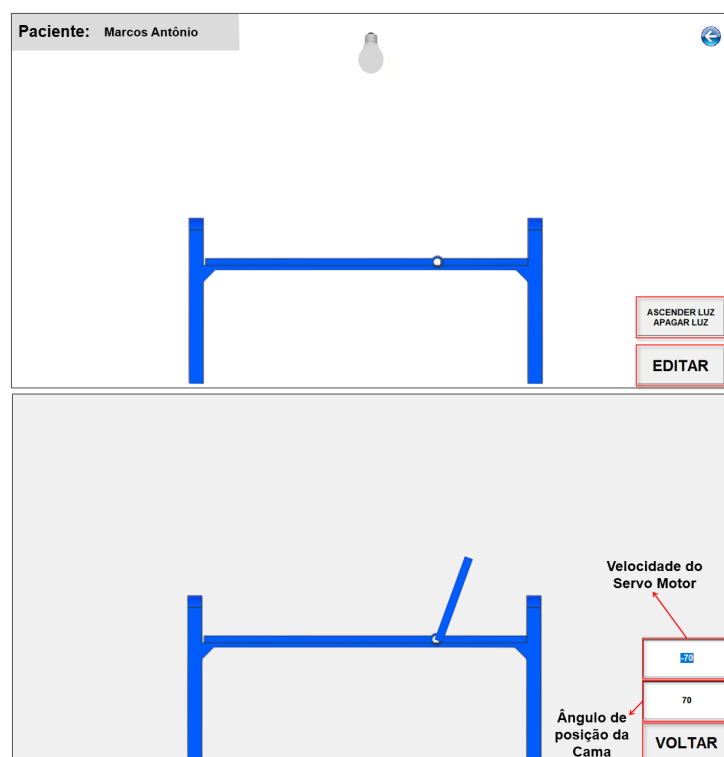 Paciente: Marcos Antônio
ASCENDER LUZ
APAGAR LUZ
EDITAR
Velocidade do
Servo Motor
-70
70
Ângulo de
posição da
Cama
VOLTAR